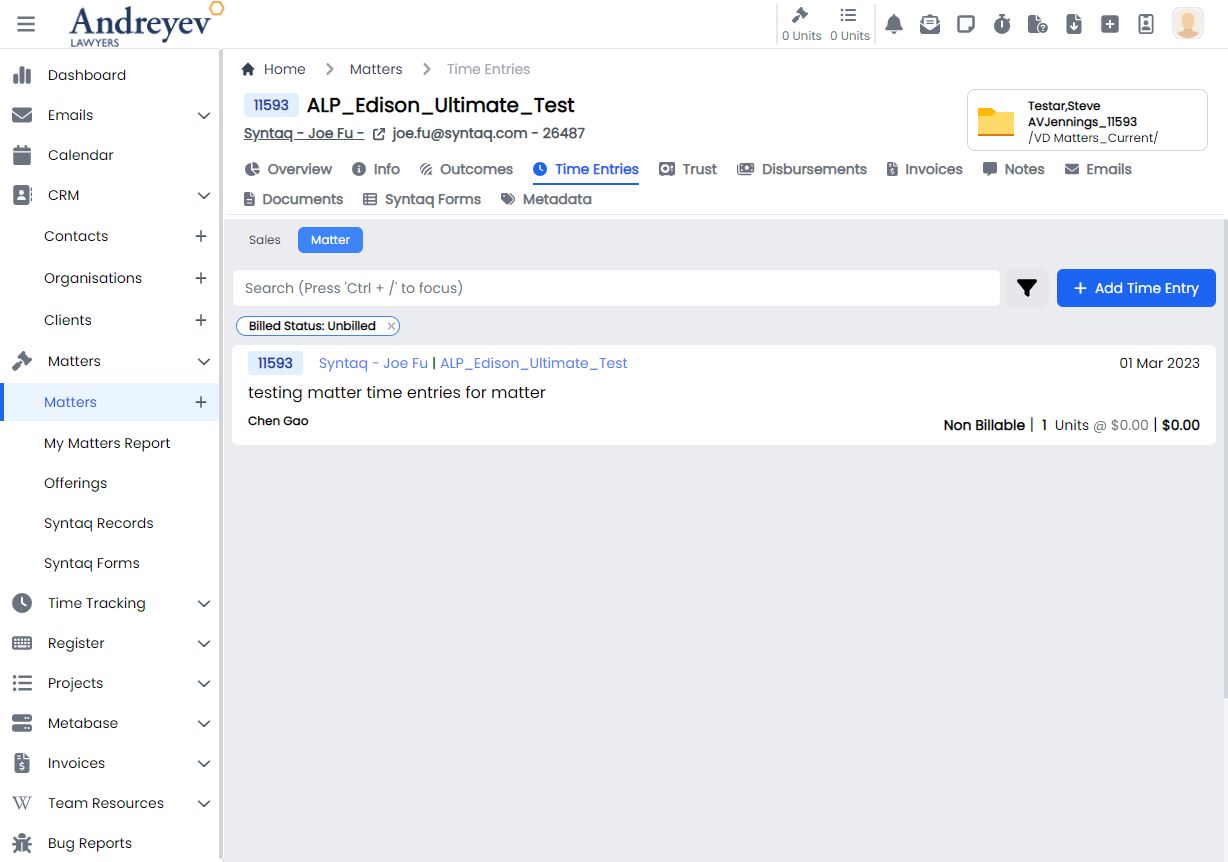 Andreyev
LAWYERS
0 Units 0 Units
Dashboard
Emails
Calendar
CRM
Contacts
Organisations
Clients
Matters
Matters
My Matters Report
Offerings
Syntaq Records
Syntaq Forms
Time Tracking
Register
Projects
Metabase
Invoices
Team Resources
Bug Reports
Home Matters Time Entries
11593 ALP_Edison_Ultimate_Test
Syntaq - Joe Fu - joe.fu@syntaq.com - 26487
Testar,Steve
AVJennings_11593
/VD Matters_Current/
Overview Info Outcomes Time Entries Trust Disbursements Invoices Notes Emails
Documents Syntaq Forms Metadata
Sales Matter
Search (Press 'Ctrl + /' to focus)
+ Add Time Entry
Billed Status: Unbilled ×
11593 Syntaq - Joe Fu | ALP_Edison_Ultimate_Test 01 Mar 2023
testing matter time entries for matter
Chen Gao
Non Billable | 1 Units @ $0.00 | $0.00